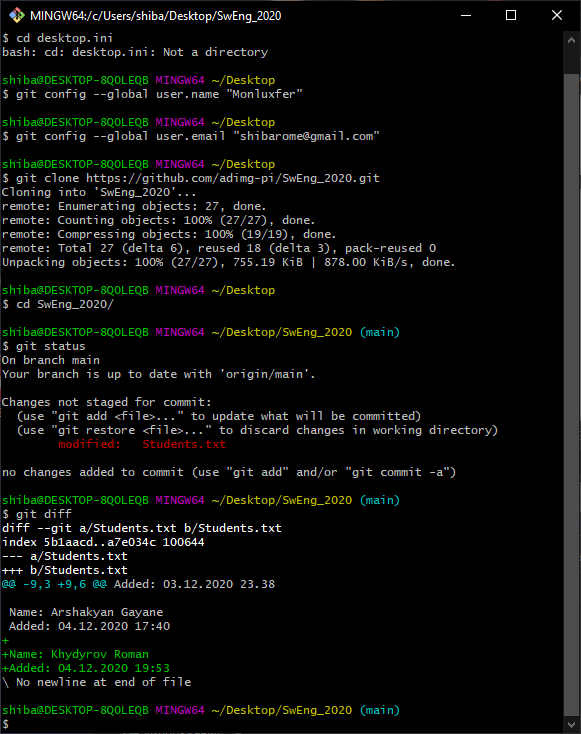 MINGW64:/c/Users/shiba/Desktop/SwEng_2020
$ cd desktop.ini
bash: cd: desktop.ini: Not a directory
shiba@DESKTOP-8QOLEQB MINGW64 ~/Desktop
$ git config --global user.name "Monluxfer"
shiba@DESKTOP-8QOLEQB MINGW64 ~/Desktop
$ git config --global user.email "shibarome@gmail.com"
shiba@DESKTOP-8QOLEQB MINGW64 ~/Desktop
$ git clone https://github.com/adimg-pi/SwEng_2020.git
Cloning into 'SwEng_2020'...
remote: Enumerating objects: 27, done.
remote: Counting objects: 100% (27/27), done.
remote: Compressing objects: 100% (19/19), done.
remote: Total 27 (delta 6), reused 18 (delta 3), pack-reused 0
Unpacking objects: 100% (27/27), 755.19 KiB | 878.00 KiB/s, done.
shiba@DESKTOP-8QOLEQB MINGW64 ~/Desktop
$ cd SwEng_2020/
shiba@DESKTOP-8QOLEQB MINGW64 ~/Desktop/SwEng_2020 (main)
$ git status
On branch main
Your branch is up to date with 'origin/main'.
Changes not staged for commit:
  (use "git add <file>..." to update what will be committed)
  (use "git restore <file>..." to discard changes in working directory)
        modified:   Students.txt
no changes added to commit (use "git add" and/or "git commit -a")
shiba@DESKTOP-8QOLEQB MINGW64 ~/Desktop/SwEng_2020 (main)
$ git diff
diff --git a/Students.txt b/Students.txt
index 5b1aacd..a7e034c 100644
--- a/Students.txt
+++ b/Students.txt
@@ -9,3 +9,6 @@ Added: 03.12.2020 23.38
 Name: Arshakyan Gayane
 Added: 04.12.2020 17:40
+
+Name: Khydyrov Roman
+Added: 04.12.2020 19:53
\ No newline at end of file
shiba@DESKTOP-8QOLEQB MINGW64 ~/Desktop/SwEng_2020 (main)
$